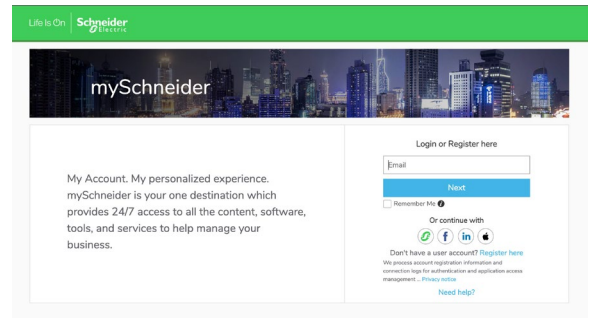 Life Is On | Schneider
Electric
mySchneider
My Account. My personalized experience.
mySchneider is your one destination which
provides 24/7 access to all the content, software,
tools, and services to help manage your
business.
Login or Register here
Email
Next
Remember Me
Or continue with
Don't have a user account? Register here
We process account registration information and
connection logs for authentication and application access
management ... Privacy notice
Need help?